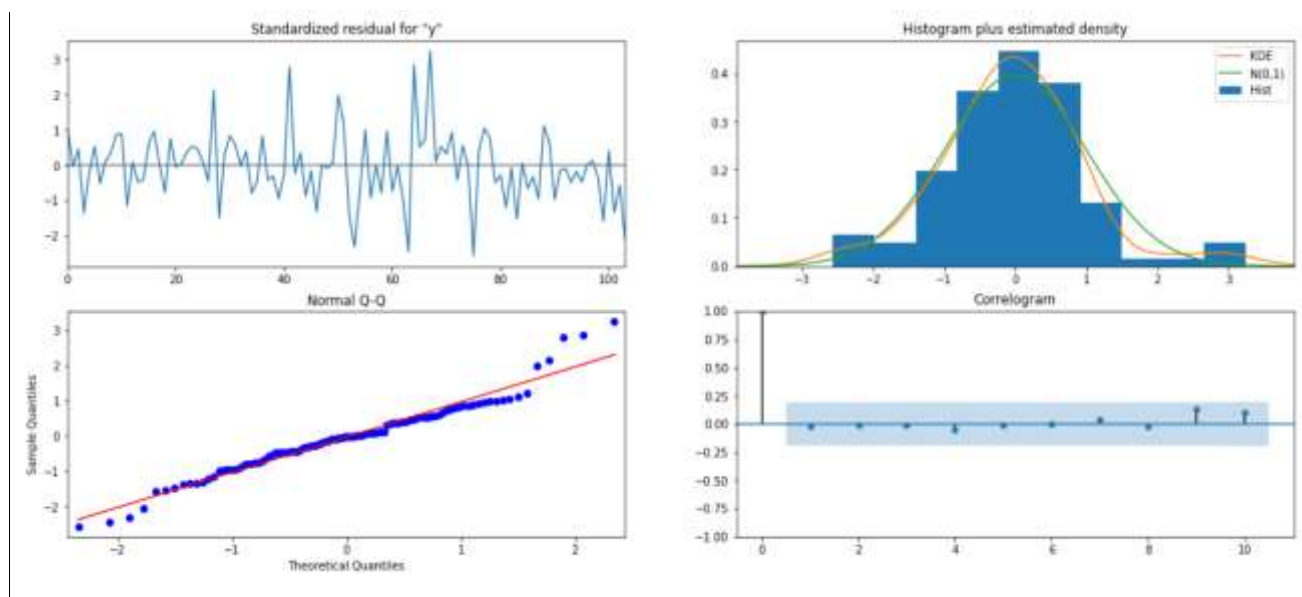 Standardized residual for "y"
3
2
1
0
−1
−2
0 20 40 60 80 100
Histogram plus estimated density
KDE
N(0,1)
Hist
0.4
0.3
0.2
0.1
0.0
−3 −2 −1 0 1 2 3
Normal Q-Q
Sample Quantiles
3
2
1
0
−1
−2
−2 −1 0 1 2
Theoretical Quantiles
Correlogram
1.00
0.75
0.50
0.25
0.00
−0.25
−0.50
−0.75
−1.00
0 2 4 6 8 10